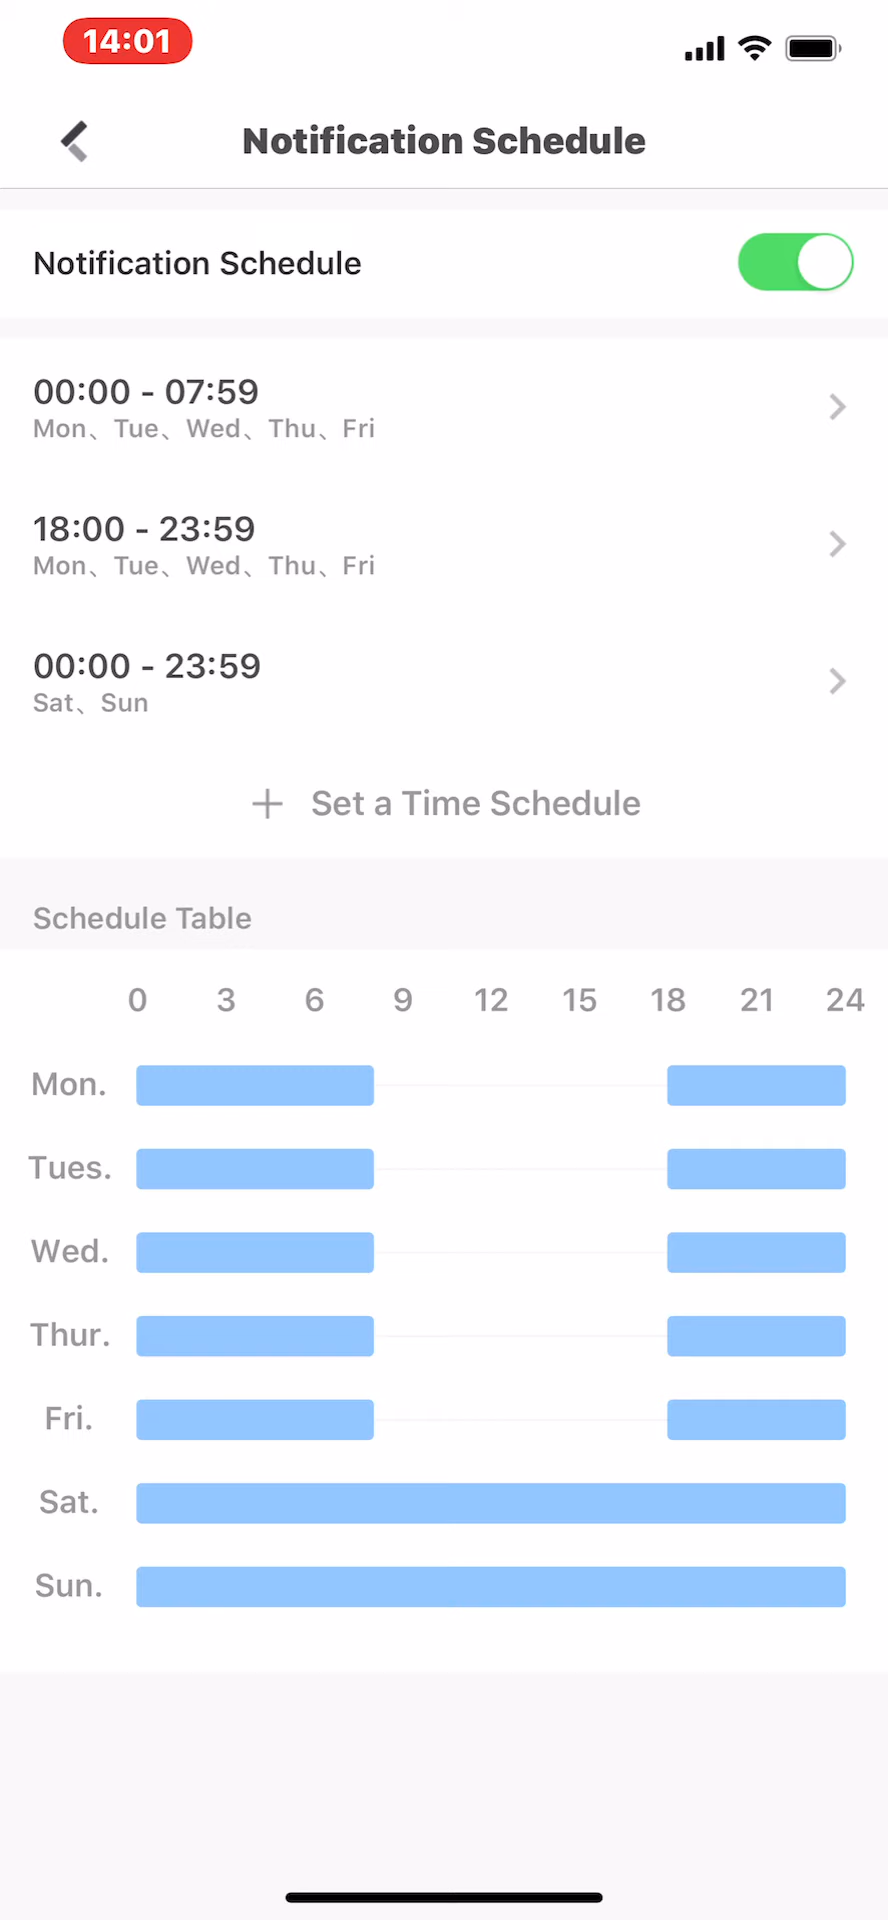 14:01
Notification Schedule
Notification Schedule
00:00 - 07:59
Mon、Tue、Wed、Thu、Fri
18:00 - 23:59
Mon、Tue、Wed、Thu、Fri
00:00 - 23:59
Sat、Sun
+ Set a Time Schedule
Schedule Table
0 3 6 9 12 15 18 21 24
Mon.
Tues.
Wed.
Thur.
Fri.
Sat.
Sun.